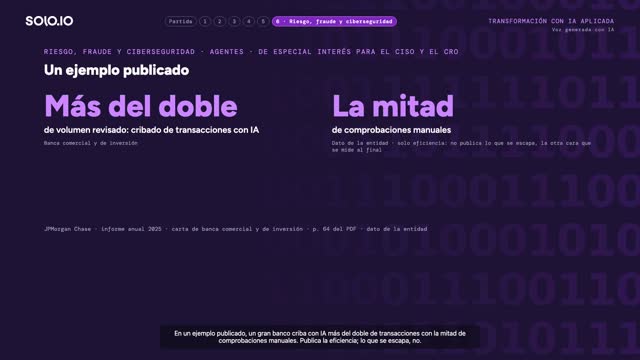 SOLO.IO
Partida 1 2 3 4 5 6 · Riesgo, fraude y ciberseguridad
TRANSFORMACIÓN CON IA APLICADA
Voz generada con IA
RIESGO, FRAUDE Y CIBERSEGURIDAD · AGENTES · DE ESPECIAL INTERÉS PARA EL CISO Y EL CRO
Un ejemplo publicado
Más del doble
de volumen revisado: cribado de transacciones con IA
Banca comercial y de inversión
La mitad
de comprobaciones manuales
Dato de la entidad · solo eficiencia: no publica lo que se escapa, la otra cara que
se mide al final
JPMorgan Chase · informe anual 2025 · carta de banca comercial y de inversión · p. 64 del PDF · dato de la entidad
En un ejemplo publicado, un gran banco criba con IA más del doble de transacciones con la mitad de
comprobaciones manuales. Publica la eficiencia; lo que se escapa, no.